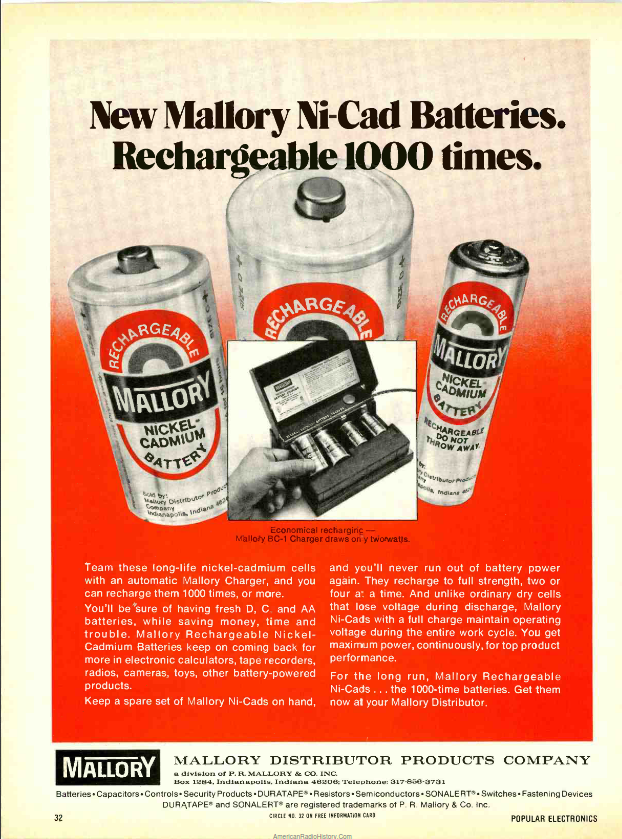 New Mallory Ni-Cad Batteries.
Rechargeable 1000 times.
SIZE D
SIZE D
RECHARGEABLE
MALLORY
NICKEL-
CADMIUM
BATTERY
Sold by:
Mallory Distributor Products
Company
Indianapolis, Indiana
RECHARGEABLE
RECHARGEABLE
MALLORY
NICKEL-
CADMIUM
BATTERY
RECHARGEABLE
DO NOT
THROW AWAY.
MALLORY
Economical recharging —
Mallory BC-1 Charger draws only two watts.
Team these long-life nickel-cadmium cells
with an automatic Mallory Charger, and you
can recharge them 1000 times, or more.
You'll be sure of having fresh D, C, and AA
batteries, while saving money, time and
trouble. Mallory Rechargeable Nickel-
Cadmium Batteries keep on coming back for
more in electronic calculators, tape recorders,
radios, cameras, toys, other battery-powered
products.
Keep a spare set of Mallory Ni-Cads on hand,
and you'll never run out of battery power
again. They recharge to full strength, two or
four at a time. And unlike ordinary dry cells
that lose voltage during discharge, Mallory
Ni-Cads with a full charge maintain operating
voltage during the entire work cycle. You get
maximum power, continuously, for top product
performance.
For the long run, Mallory Rechargeable
Ni-Cads . . . the 1000-time batteries. Get them
now at your Mallory Distributor.
MALLORY
MALLORY DISTRIBUTOR PRODUCTS COMPANY
a division of P. R. MALLORY & CO. INC.
Box 1284, Indianapolis, Indiana 46206; Telephone: 317-856-3731
Batteries • Capacitors • Controls • Security Products • DURATAPE® • Resistors • Semiconductors • SONALERT® • Switches • Fastening Devices
DURATAPE® and SONALERT® are registered trademarks of P. R. Mallory & Co. Inc.
32
CIRCLE NO. 32 ON FREE INFORMATION CARD
POPULAR ELECTRONICS
AmericanRadioHistory.Com